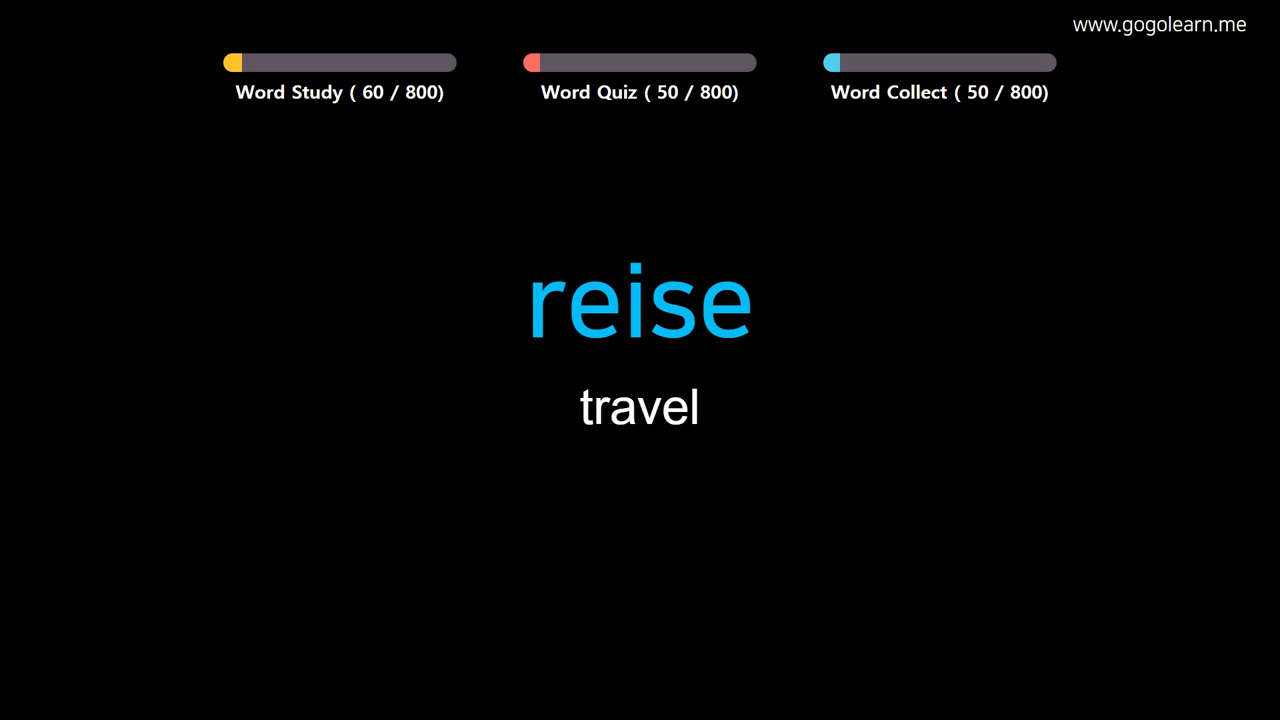 www.gogolearn.me
Word Study ( 60 / 800)
Word Quiz ( 50 / 800)
Word Collect ( 50 / 800)
reise
travel